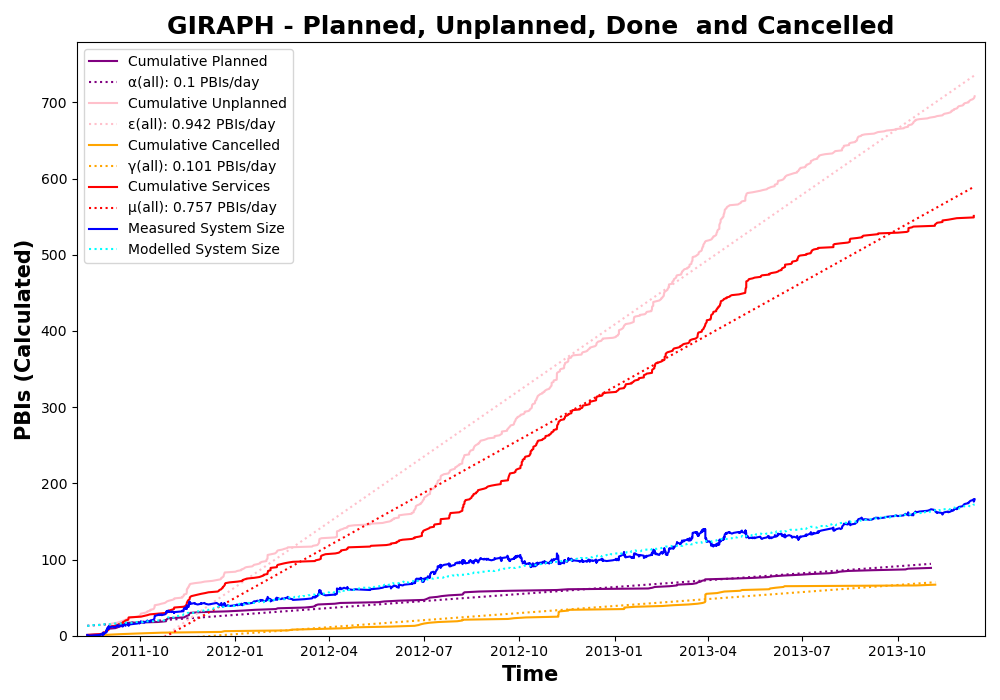 GIRAPH - Planned, Unplanned, Done  and Cancelled
Cumulative Planned
α(all): 0.1 PBIs/day
Cumulative Unplanned
ε(all): 0.942 PBIs/day
Cumulative Cancelled
γ(all): 0.101 PBIs/day
Cumulative Services
μ(all): 0.757 PBIs/day
Measured System Size
Modelled System Size
PBIs (Calculated)
700
600
500
400
300
200
100
0
2011-10 2012-01 2012-04 2012-07 2012-10 2013-01 2013-04 2013-07 2013-10
Time